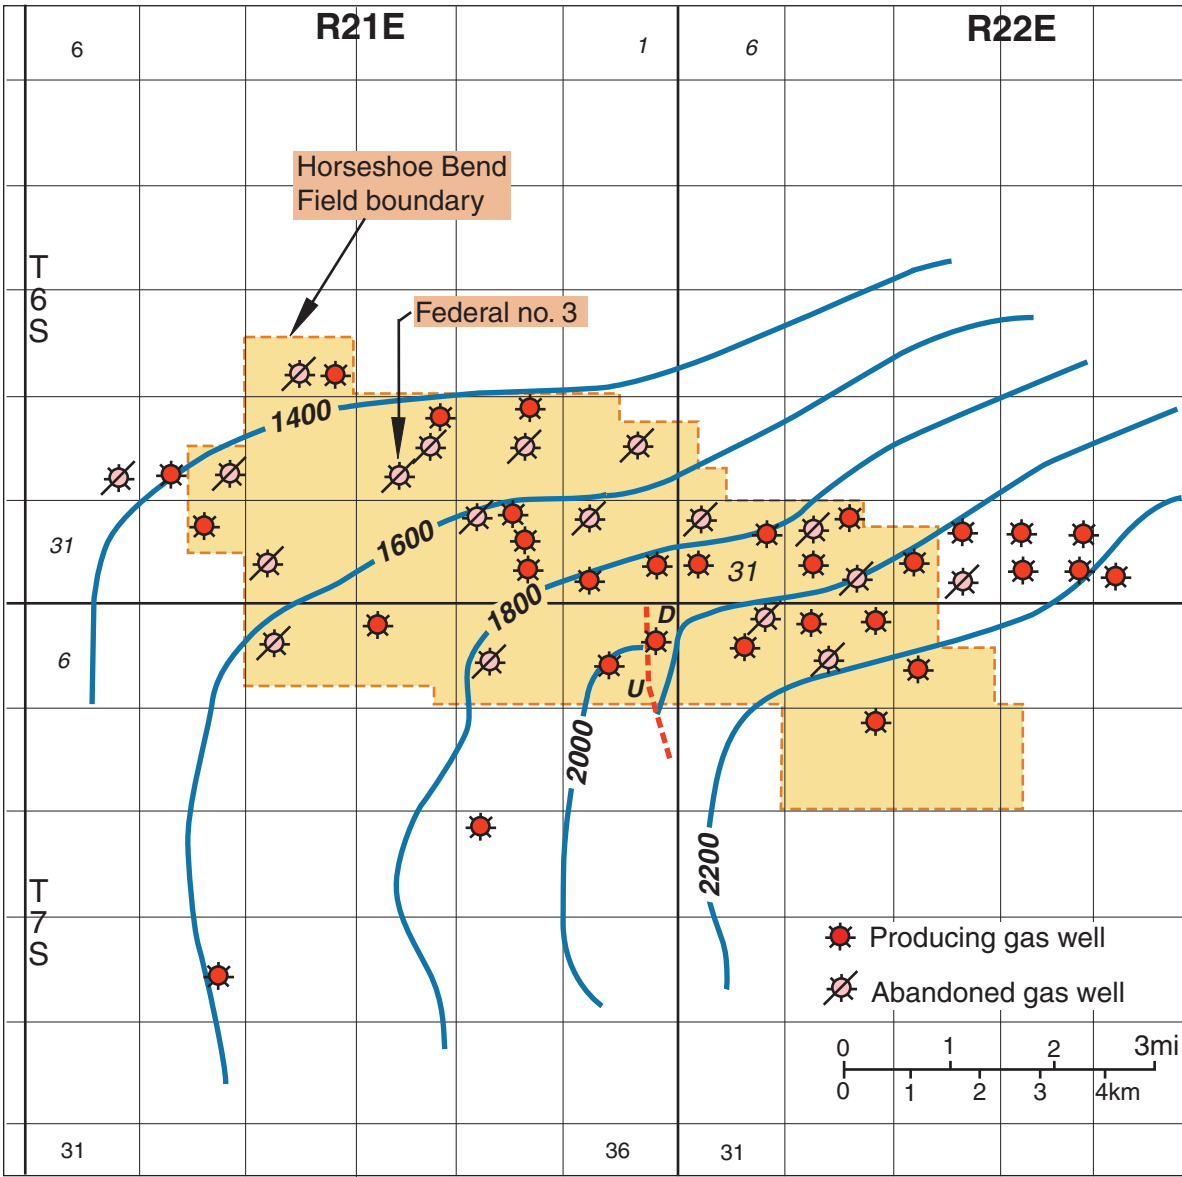 R21E
R22E
6
1
6
Horseshoe Bend
Field boundary
T
6
S
Federal no. 3
1400
1600
31
31
1800
D
6
U
2000
2200
T
7
S
Producing gas well
Abandoned gas well
0 1 2 3mi
0 1 2 3 4km
31
36
31